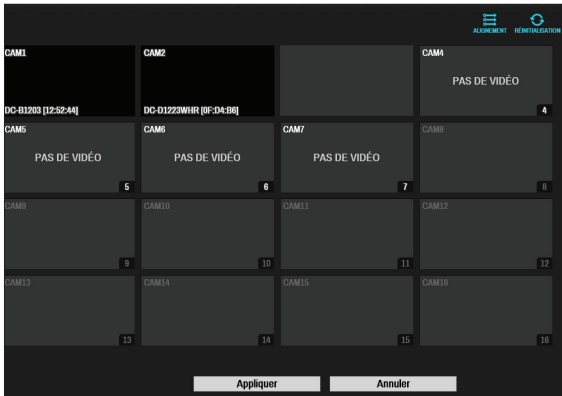 ALIGNEMENT RÉINITIALISATION
CAM1 CAM2 CAM4
PAS DE VIDÉO
DC-B1203 [12:52:44] DC-D1223WHR [0F:D4:B6] 4
CAM5 CAM6 CAM7 CAM8
PAS DE VIDÉO PAS DE VIDÉO PAS DE VIDÉO
5 6 7 8
CAM9 CAM10 CAM11 CAM12
9 10 11 12
CAM13 CAM14 CAM15 CAM16
13 14 15 16
Appliquer Annuler